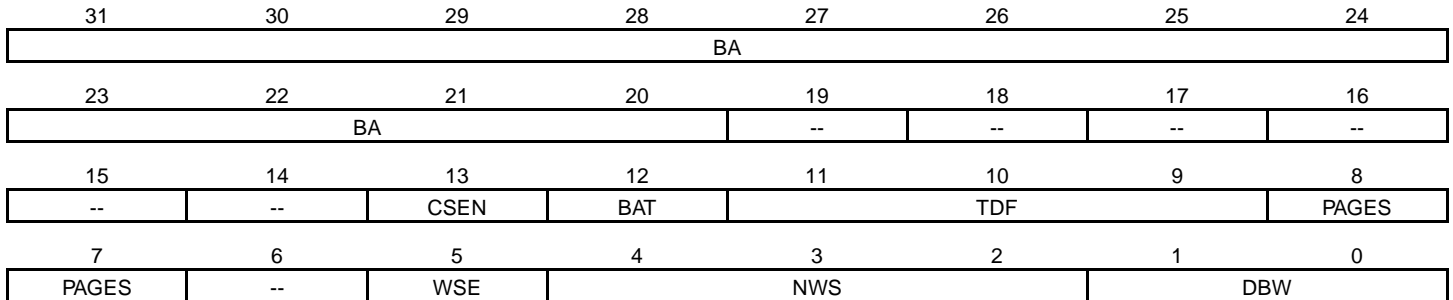 31 30 29 28 27 26 25 24
BA
23 22 21 20 19 18 17 16
BA -- -- -- --
15 14 13 12 11 10 9 8
-- -- CSEN BAT TDF PAGES
7 6 5 4 3 2 1 0
PAGES -- WSE NWS DBW